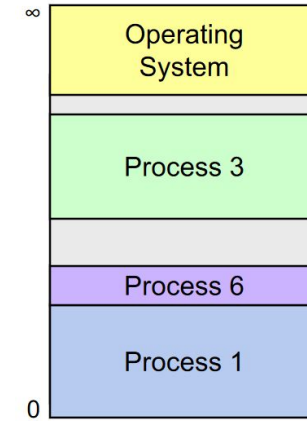 ∞
Operating
System
Process 3
Process 6
Process 1
0